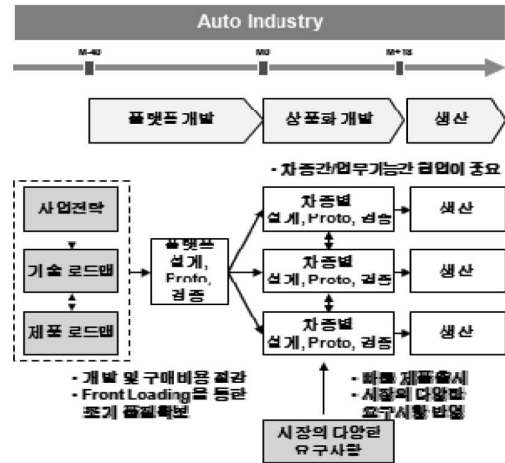 Auto Industry
M-40
M0
M+18
플랫폼 개발
상품화 개발
생산
• 차종간/업무기능간 협업이 중요
사업전략
기술 로드맵
제품 로드맵
플랫폼
설계,
Proto,
검증
차종별
설계, Proto, 검증
생산
차종별
설계, Proto, 검증
생산
차종별
설계, Proto, 검증
생산
• 개발 및 구매비용 절감
• Front Loading을 통한
조기 품질확보
• 빠른 제품출시
• 시장의 다양한
요구사항 반영
시장의 다양한
요구사항